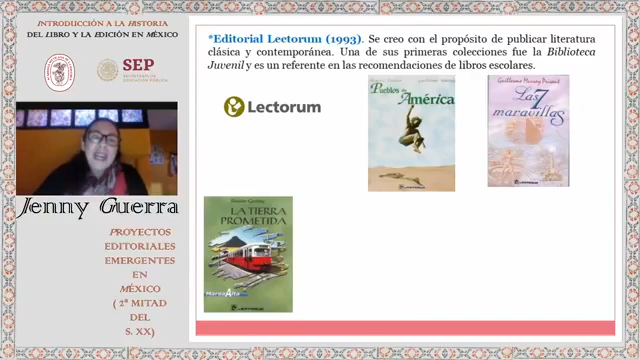 INTRODUCCIÓN A LA HISTORIA
DEL LIBRO Y LA EDICIÓN EN MÉXICO
SEP
SECRETARÍA DE
EDUCACIÓN PÚBLICA
Jenny Guerra
PROYECTOS
EDITORIALES
EMERGENTES
EN
MÉXICO
( 2ª MITAD
DEL
S. XX)
*Editorial Lectorum (1993). Se creo con el propósito de publicar literatura
clásica y contemporánea. Una de sus primeras colecciones fue la Biblioteca
Juvenil y es un referente en las recomendaciones de libros escolares.
Lectorum
Pueblos de
América
Guillermo Murray Prisant
Las 7
maravillas
LA TIERRA
PROMETIDA
MareaAlta
LECTORUM